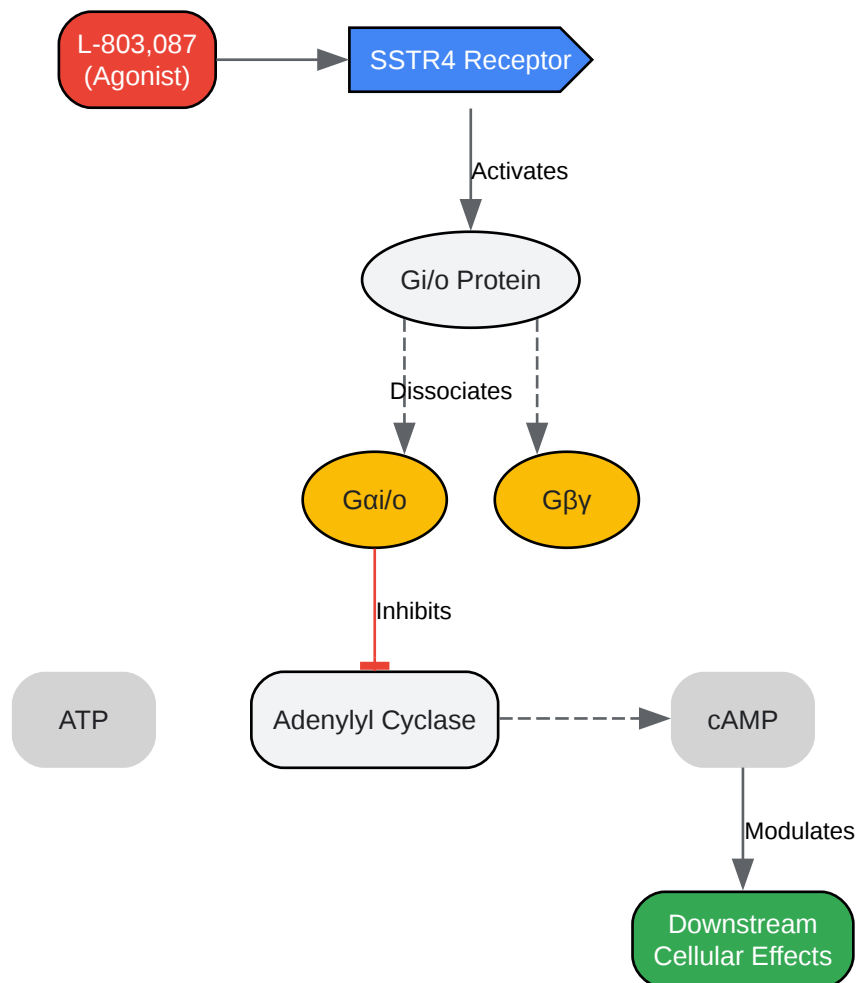 L-803,087
(Agonist)
SSTR4 Receptor
Activates
Gi/o Protein
Dissociates
Gαi/o
Gβγ
Inhibits
ATP
Adenylyl Cyclase
cAMP
Modulates
Downstream
Cellular Effects